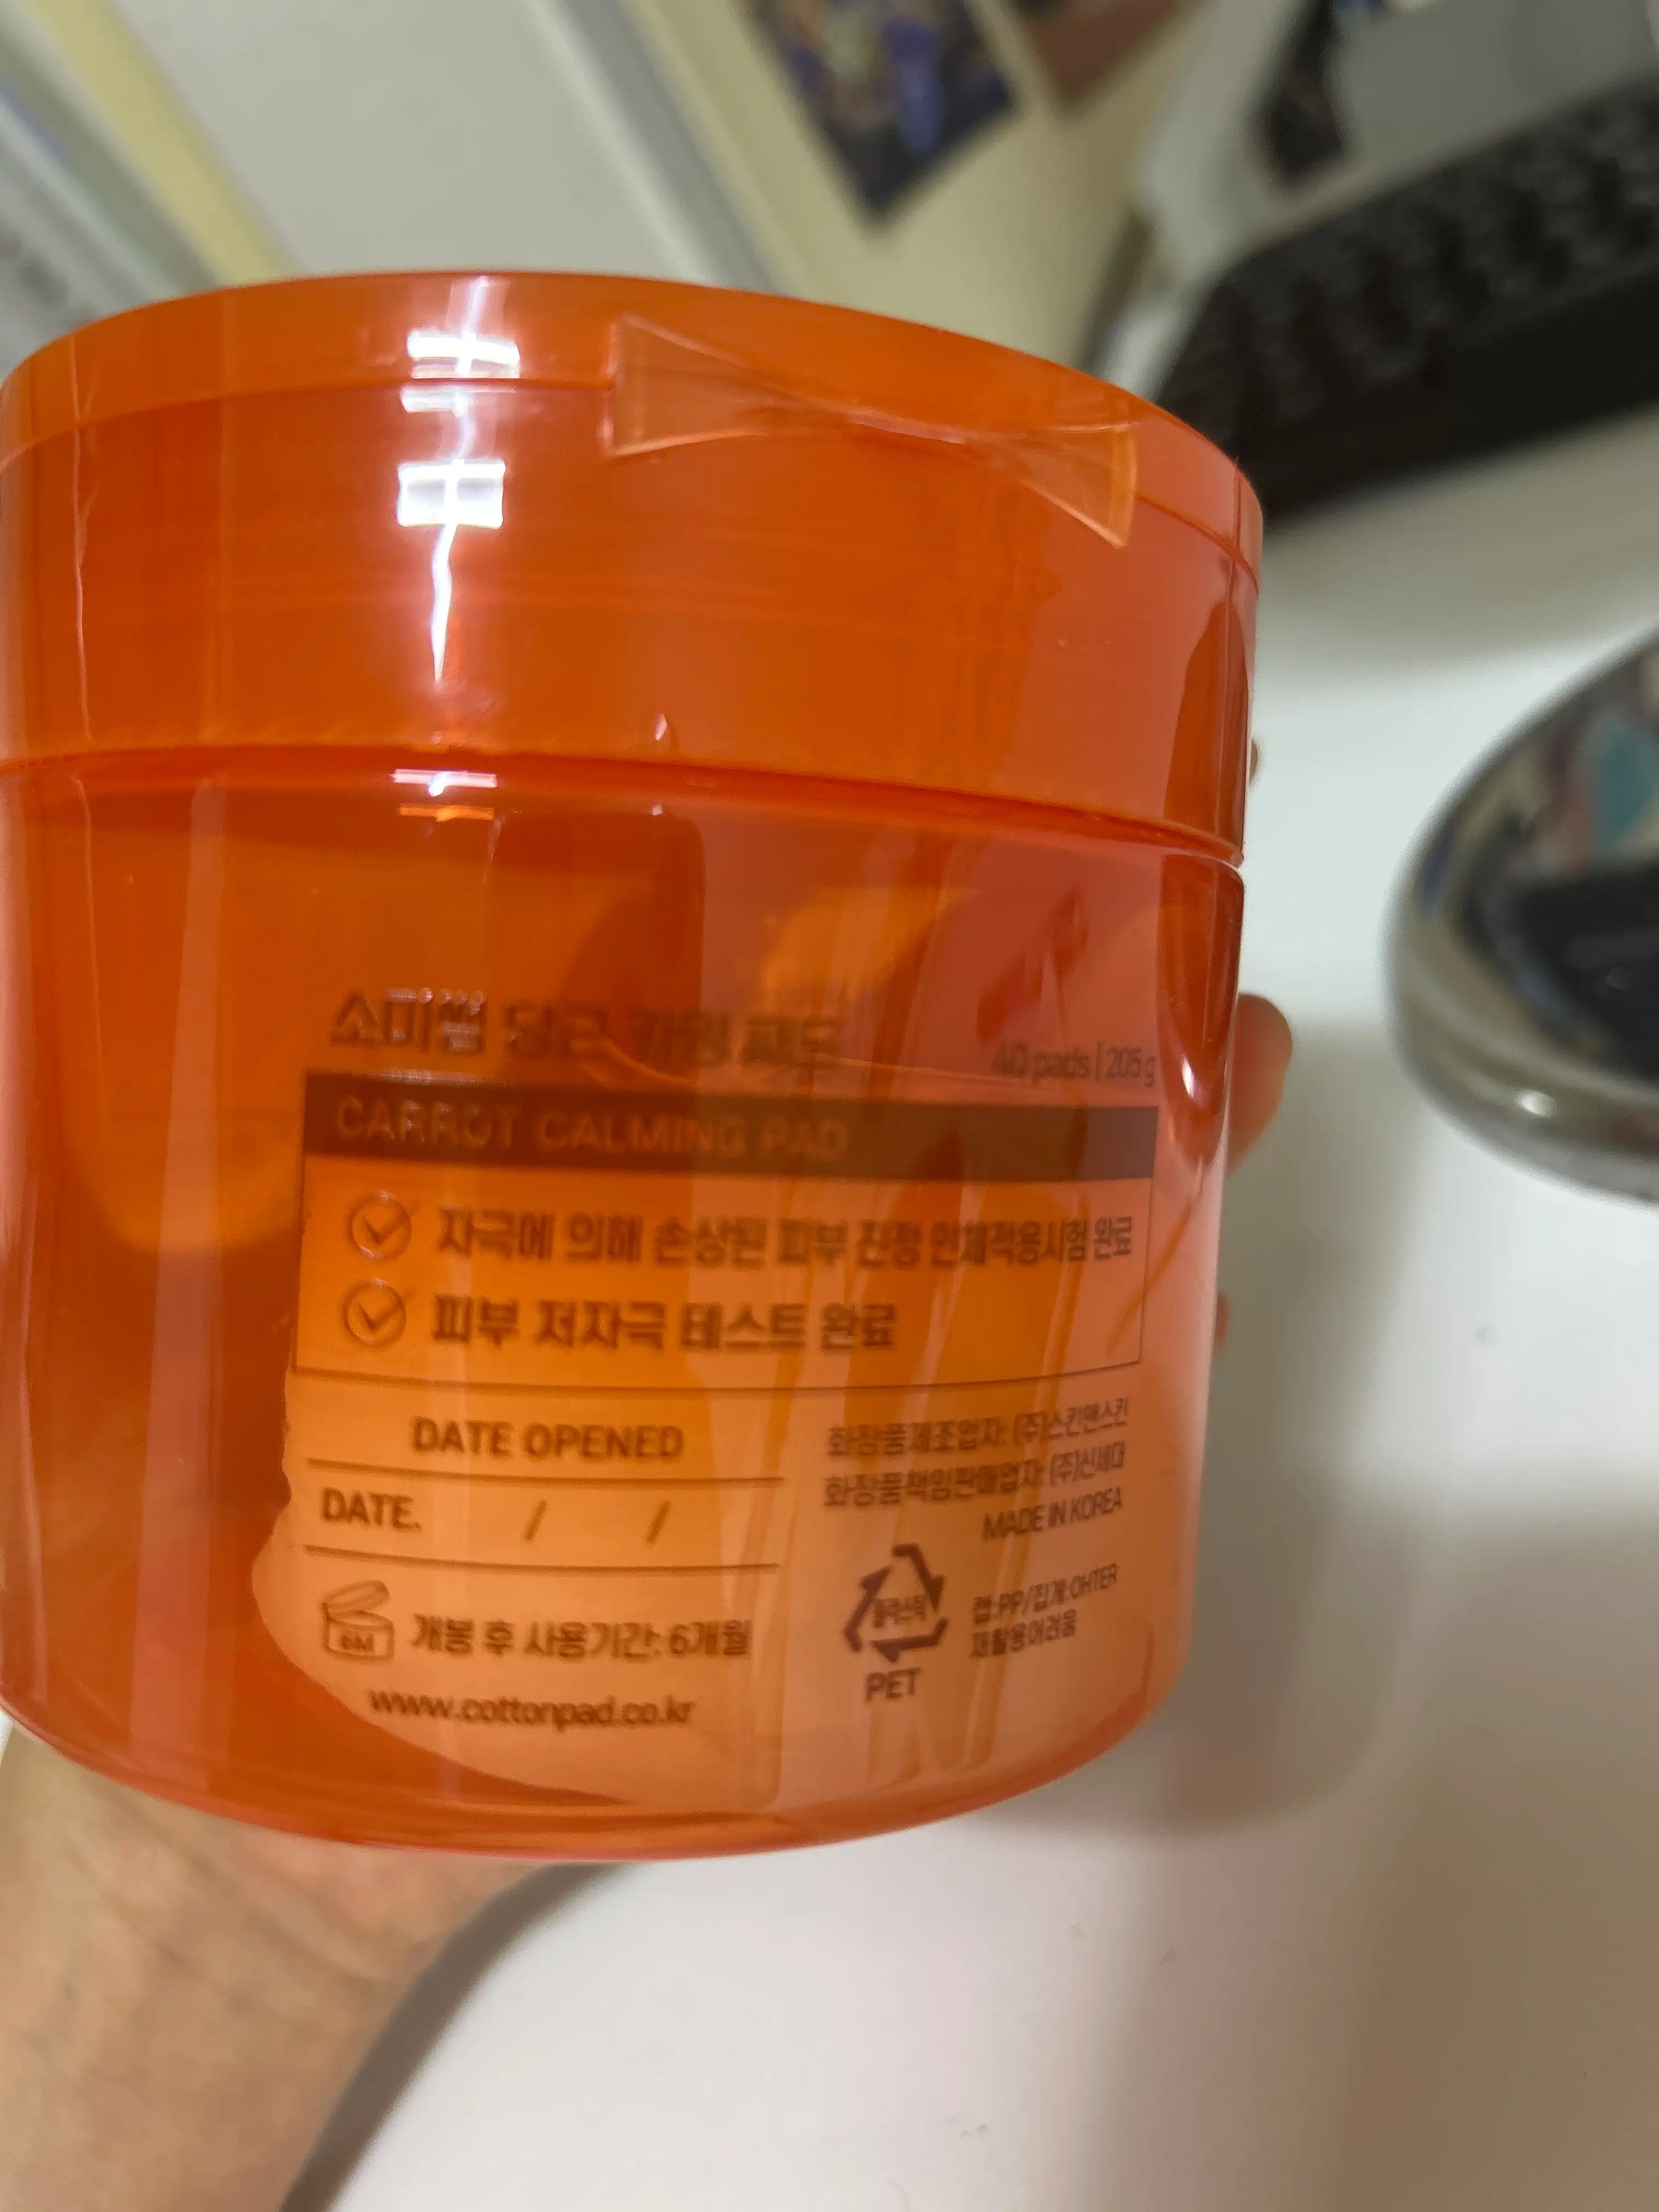 소미썸 당근 카밍 패드
40 pads | 205 g
CARROT CALMING PAD
자극에 의해 손상된 피부 진정 인체적용시험 완료
피부 저자극 테스트 완료
DATE OPENED
DATE. / /
6M 개봉 후 사용기간: 6개월
www.cottonpad.co.kr
화장품제조업자: (주)스킨앤스킨
화장품책임판매업자: (주)신세대
MADE IN KOREA
플라스틱
PET
캡:PP/집게:OHTER
재활용어려움